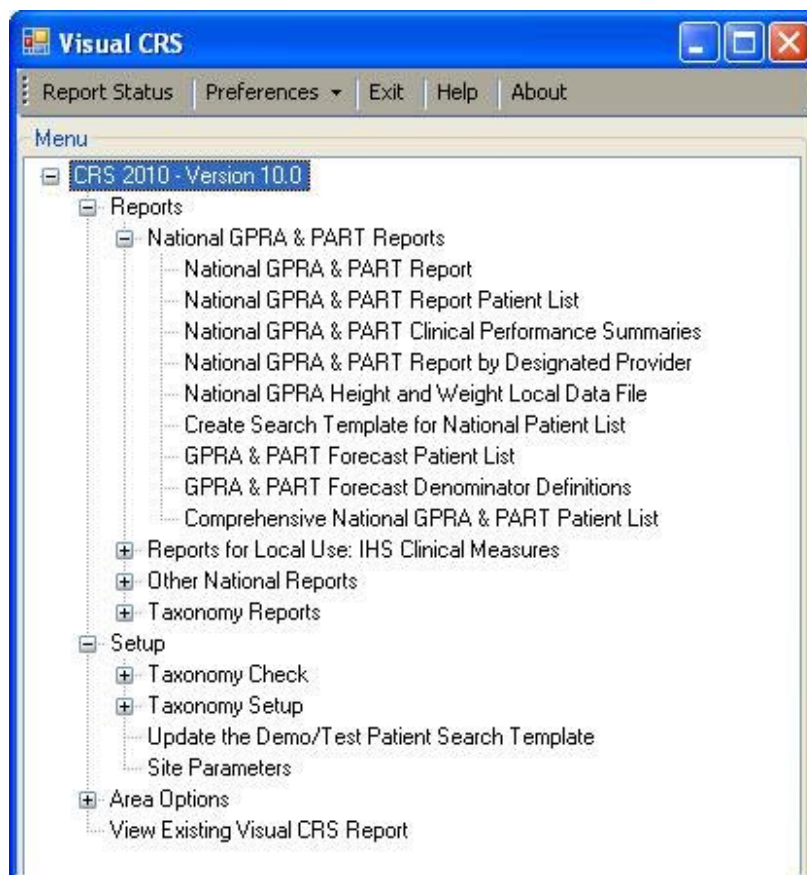 Visual CRS
Report Status Preferences Exit Help About
Menu
CRS 2010 - Version 10.0
Reports
National GPRA & PART Reports
National GPRA & PART Report
National GPRA & PART Report Patient List
National GPRA & PART Clinical Performance Summaries
National GPRA & PART Report by Designated Provider
National GPRA Height and Weight Local Data File
Create Search Template for National Patient List
GPRA & PART Forecast Patient List
GPRA & PART Forecast Denominator Definitions
Comprehensive National GPRA & PART Patient List
Reports for Local Use: IHS Clinical Measures
Other National Reports
Taxonomy Reports
Setup
Taxonomy Check
Taxonomy Setup
Update the Demo/Test Patient Search Template
Site Parameters
Area Options
View Existing Visual CRS Report